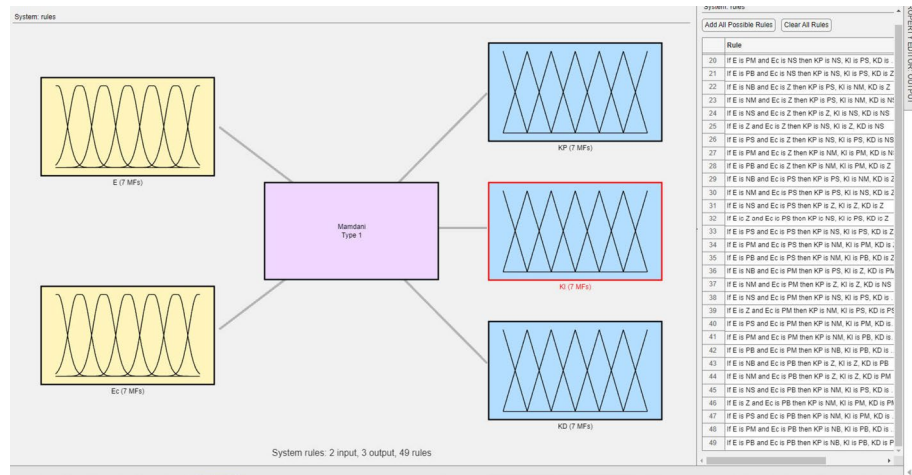 System: rules
E (7 MFs)
Ec (7 MFs)
Mamdani
Type 1
KP (7 MFs)
KI (7 MFs)
KD (7 MFs)
System rules: 2 input, 3 output, 49 rules
System: rules
Add All Possible Rules
Clear All Rules
Rule
20 If E is PM and Ec is NS then KP is NS, KI is PS, KD is ..
21 If E is PB and Ec is NS then KP is NS, KI is PS, KD is Z
22 If E is NB and Ec is Z then KP is PS, KI is NM, KD is Z
23 If E is NM and Ec is Z then KP is PS, KI is NM, KD is NS
24 If E is NS and Ec is Z then KP is Z, KI is NS, KD is NS
25 If E is Z and Ec is Z then KP is NS, KI is Z, KD is NS
26 If E is PS and Ec is Z then KP is NS, KI is PS, KD is NS
27 If E is PM and Ec is Z then KP is NM, KI is PM, KD is NS
28 If E is PB and Ec is Z then KP is NM, KI is PM, KD is Z
29 If E is NB and Ec is PS then KP is PS, KI is NM, KD is Z
30 If E is NM and Ec is PS then KP is PS, KI is NS, KD is Z
31 If E is NS and Ec is PS then KP is Z, KI is Z, KD is Z
32 If E is Z and Ec is PS then KP is NS, KI is PS, KD is Z
33 If E is PS and Ec is PS then KP is NS, KI is PS, KD is Z
34 If E is PM and Ec is PS then KP is NM, KI is PM, KD is ..
35 If E is PB and Ec is PS then KP is NM, KI is PB, KD is Z
36 If E is NB and Ec is PM then KP is PS, KI is Z, KD is PM
37 If E is NM and Ec is PM then KP is Z, KI is Z, KD is NS
38 If E is NS and Ec is PM then KP is NS, KI is PS, KD is ..
39 If E is Z and Ec is PM then KP is NM, KI is PS, KD is PS
40 If E is PS and Ec is PM then KP is NM, KI is PM, KD is..
41 If E is PM and Ec is PM then KP is NM, KI is PB, KD is..
42 If E is PB and Ec is PM then KP is NB, KI is PB, KD is ..
43 If E is NB and Ec is PB then KP is Z, KI is Z, KD is PB
44 If E is NM and Ec is PB then KP is Z, KI is Z, KD is PM
45 If E is NS and Ec is PB then KP is NM, KI is PS, KD is ..
46 If E is Z and Ec is PB then KP is NM, KI is PM, KD is PM
47 If E is PS and Ec is PB then KP is NM, KI is PM, KD is ..
48 If E is PM and Ec is PB then KP is NB, KI is PB, KD is ..
49 If E is PB and Ec is PB then KP is NB, KI is PB, KD is P
OUTPUT